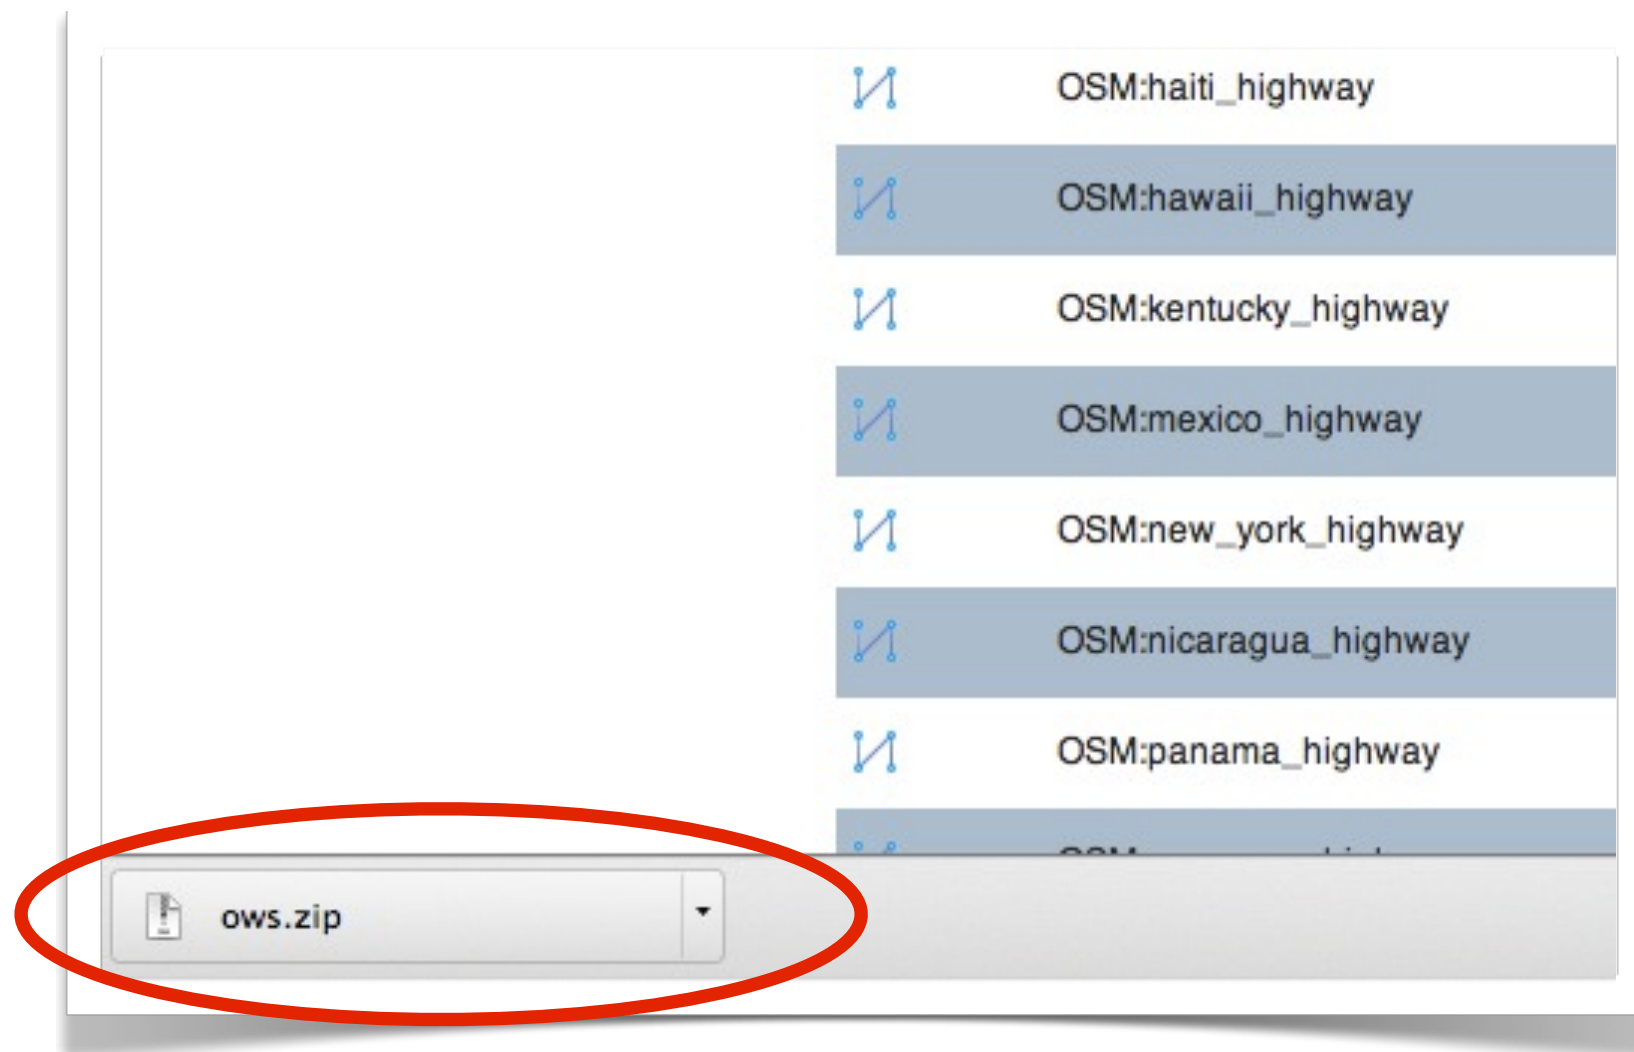 OSM:haiti_highway
OSM:hawaii_highway
OSM:kentucky_highway
OSM:mexico_highway
OSM:new_york_highway
OSM:nicaragua_highway
OSM:panama_highway
ows.zip